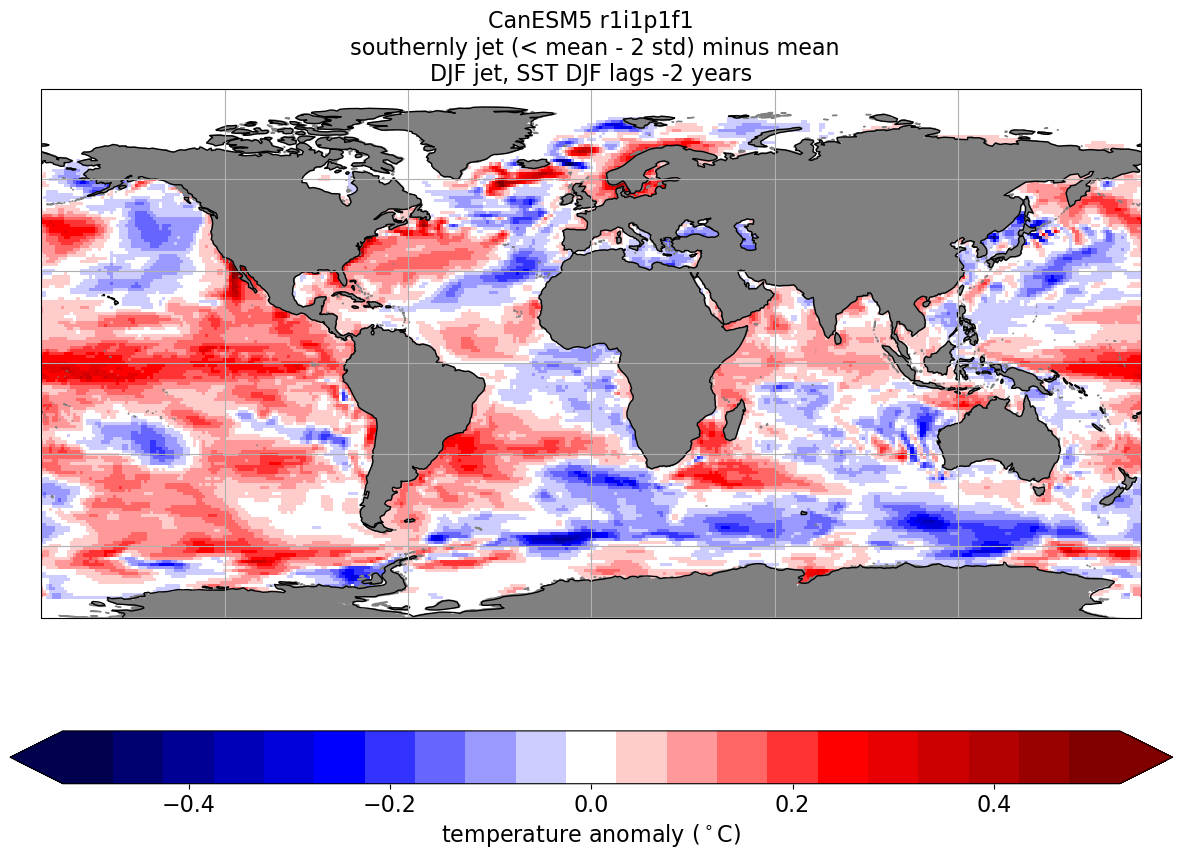 CanESM5 r1i1p1f1
southernly jet (< mean - 2 std) minus mean
DJF jet, SST DJF lags -2 years
−0.4 −0.2 0.0 0.2 0.4
temperature anomaly (°C)